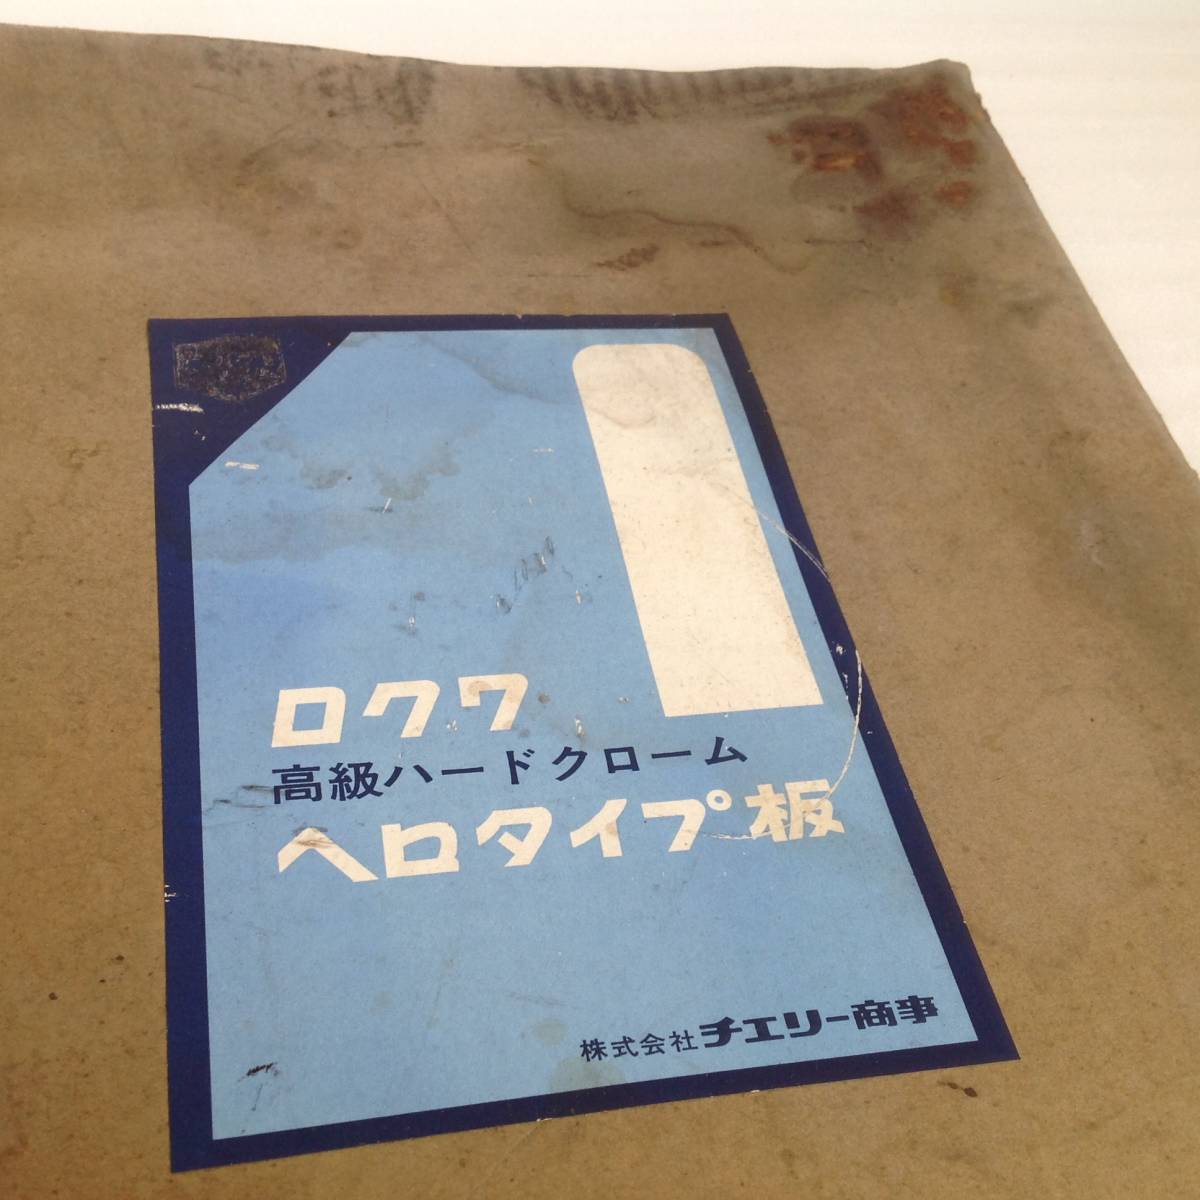 ロクワ
高級ハードクローム
ヘロタイプ板
株式会社チエリー商事